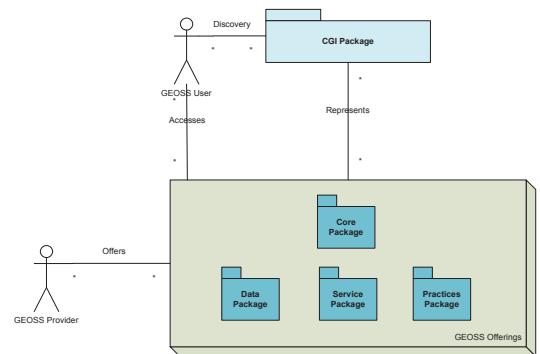 Discovery
CGI Package
*
*
*
GEOSS User
*
Represents
Accesses
*
*
Core
Package
Offers
*
*
Data
Package
Service
Package
Practices
Package
GEOSS Provider
GEOSS Offerings